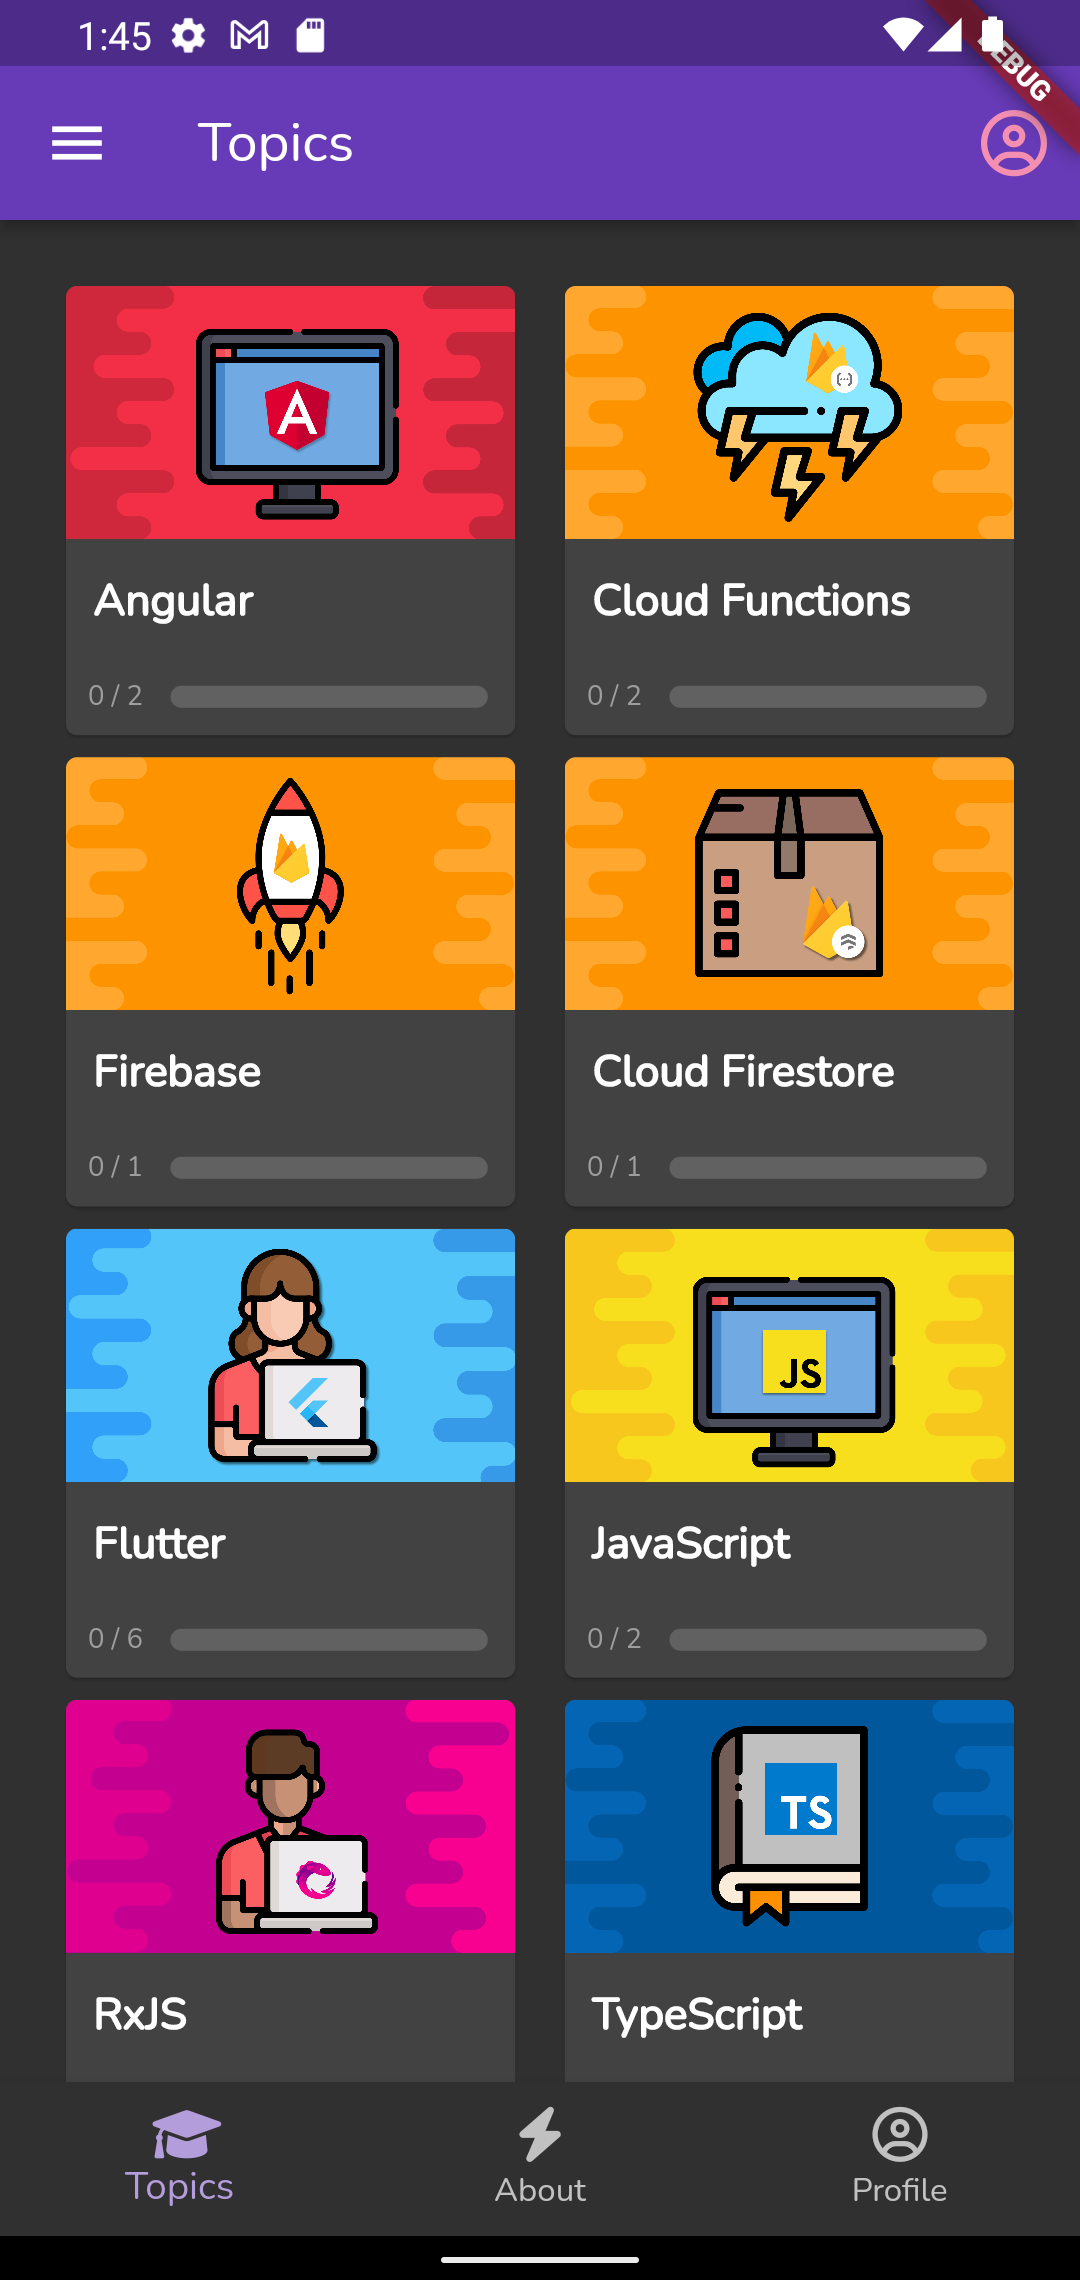 1:45
DEBUG
Topics
A
Angular
Cloud Functions
0 / 2
0 / 2
Firebase
Cloud Firestore
0 / 1
0 / 1
JS
Flutter
JavaScript
0 / 6
0 / 2
TS
RxJS
TypeScript
Topics
About
Profile